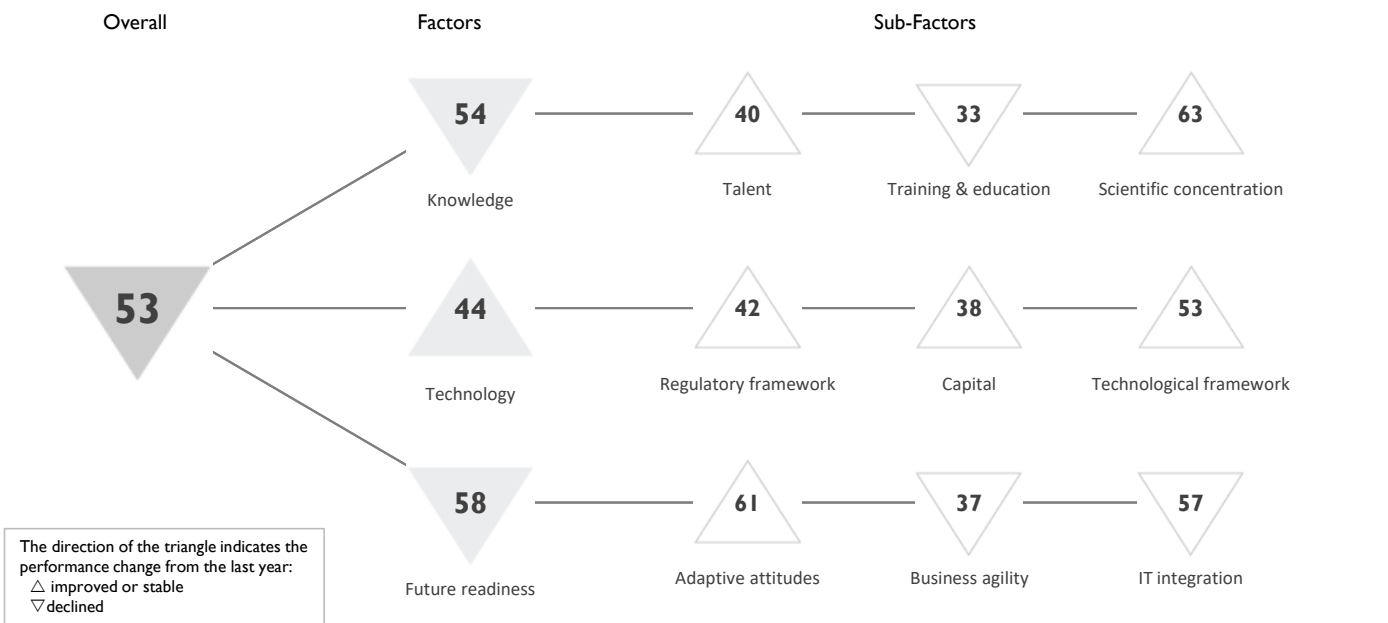 Overall
Factors
Sub-Factors
54
40
33
63
Knowledge
Talent
Training & education
Scientific concentration
53
44
42
38
53
Technology
Regulatory framework
Capital
Technological framework
58
61
37
57
Future readiness
Adaptive attitudes
Business agility
IT integration
The direction of the triangle indicates the
performance change from the last year:
△ improved or stable
▽ declined